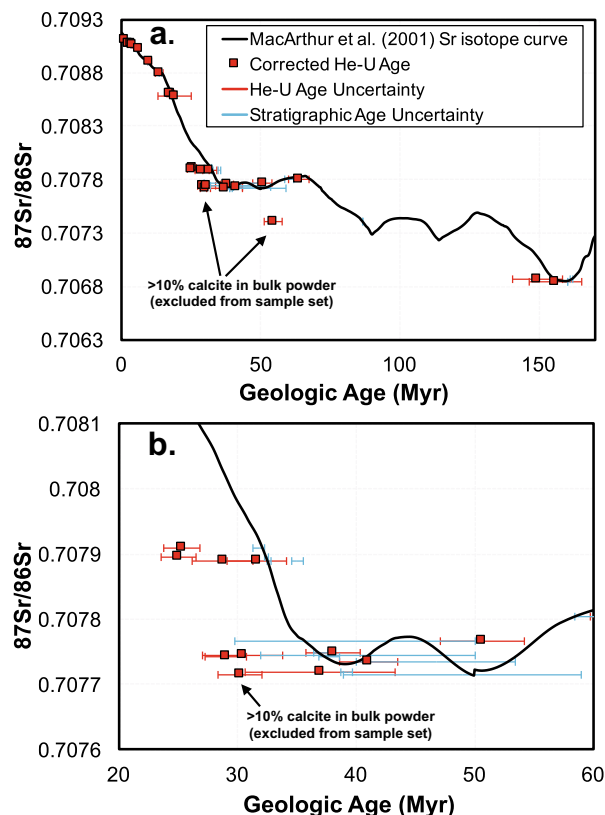 a.
MacArthur et al. (2001) Sr isotope curve
Corrected He-U Age
He-U Age Uncertainty
Stratigraphic Age Uncertainty
0.7093
0.7088
0.7083
0.7078
0.7073
0.7068
0.7063
87Sr/86Sr
>10% calcite in bulk powder
(excluded from sample set)
0 50 100 150
Geologic Age (Myr)
b.
0.7081
0.708
0.7079
0.7078
0.7077
0.7076
87Sr/86Sr
>10% calcite in bulk powder
(excluded from sample set)
20 30 40 50 60
Geologic Age (Myr)